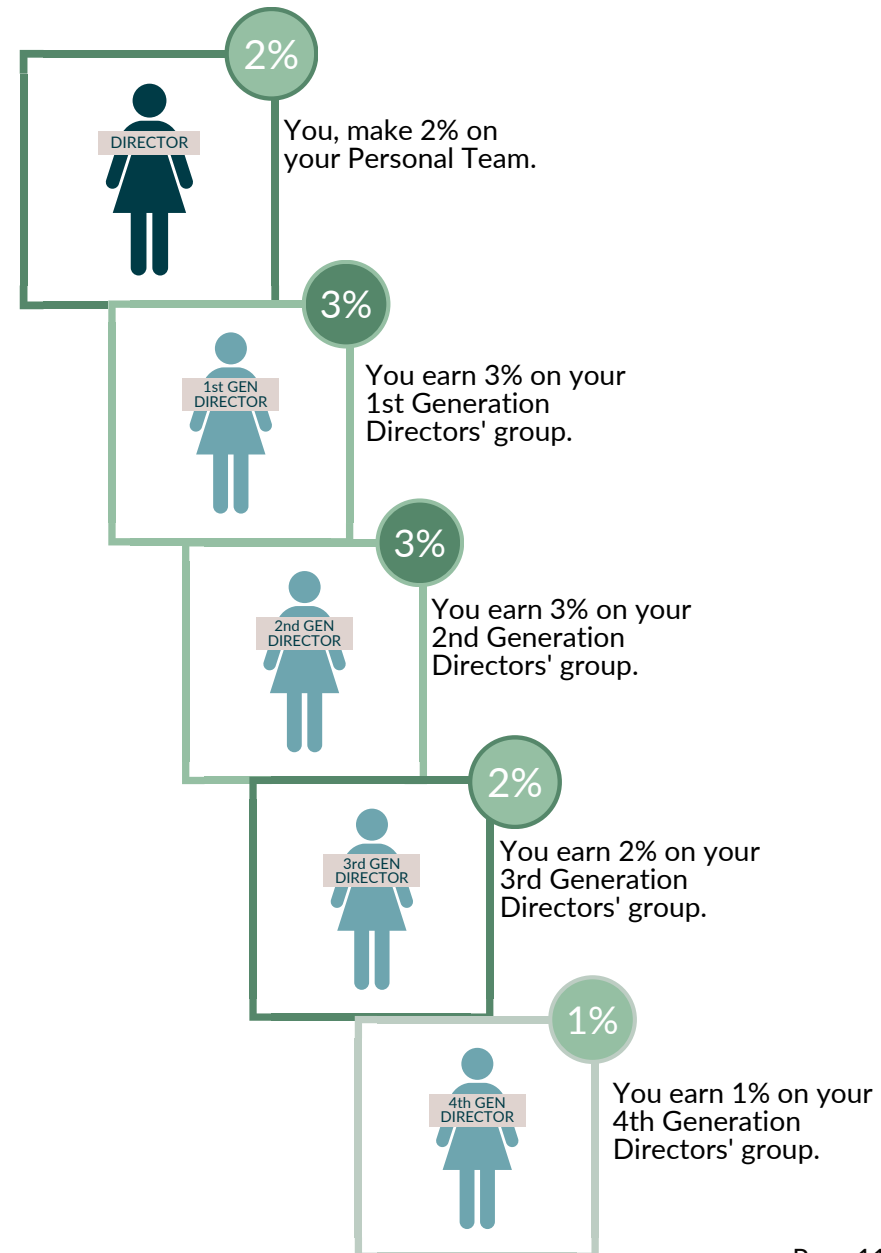 2%
DIRECTOR
You, make 2% on
your Personal Team.
3%
1st GEN
DIRECTOR
You earn 3% on your
1st Generation
Directors' group.
3%
2nd GEN
DIRECTOR
You earn 3% on your
2nd Generation
Directors' group.
2%
3rd GEN
DIRECTOR
You earn 2% on your
3rd Generation
Directors' group.
1%
4th GEN
DIRECTOR
You earn 1% on your
4th Generation
Directors' group.